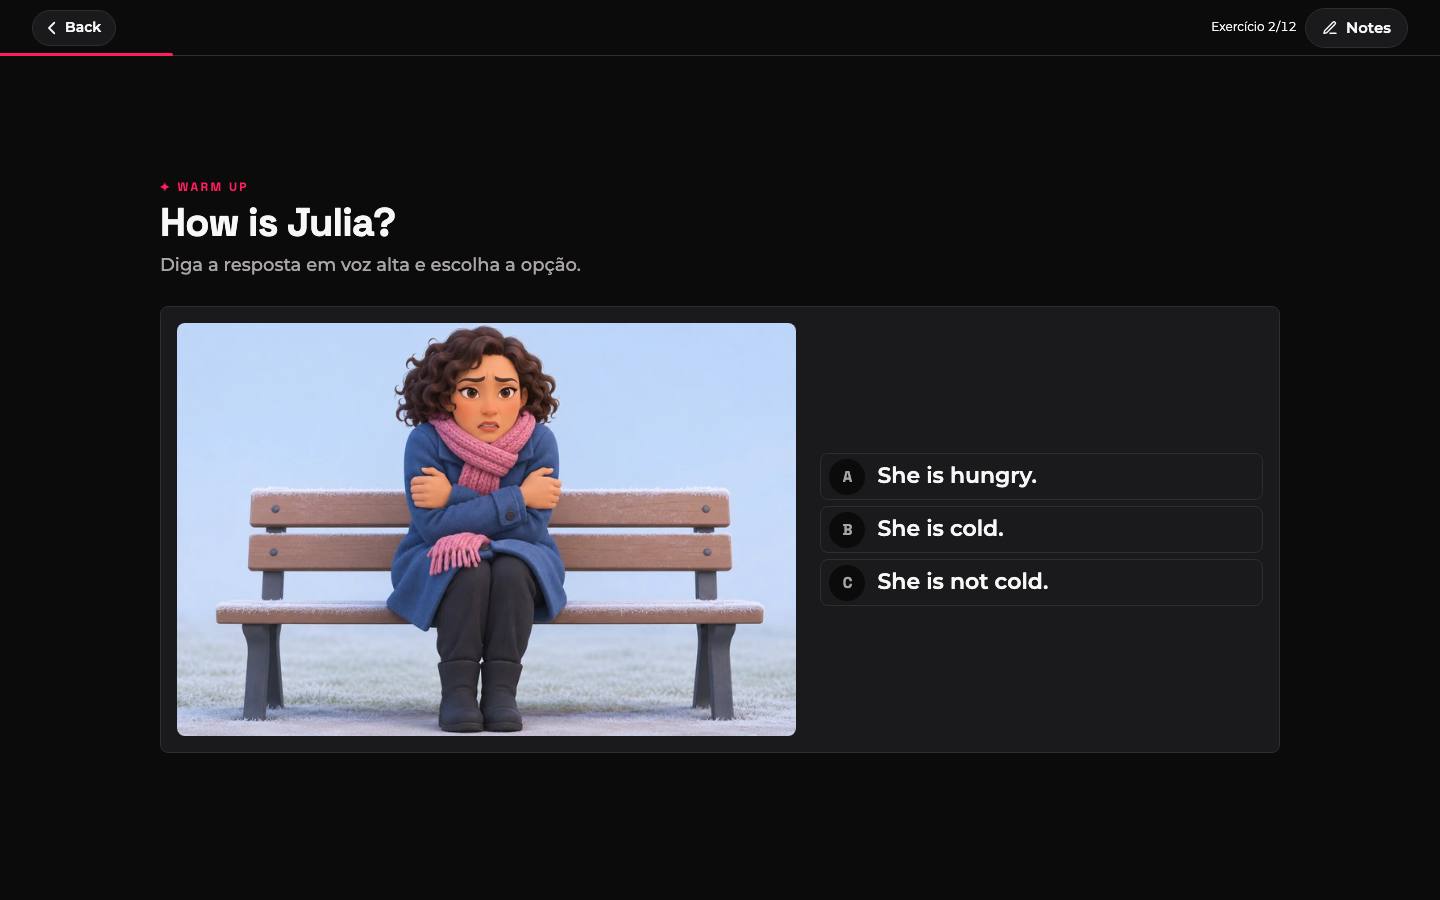 Back
Exercício 2/12
Notes
WARM UP
How is Julia?
Diga a resposta em voz alta e escolha a opção.
A She is hungry.
B She is cold.
C She is not cold.